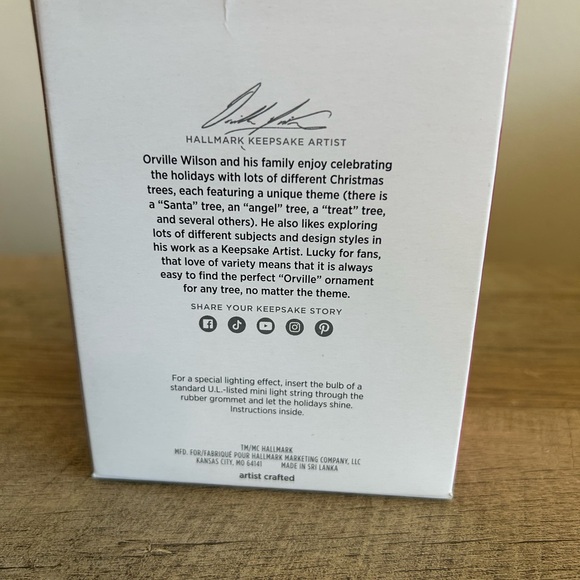 HALLMARK KEEPSAKE ARTIST
Orville Wilson and his family enjoy celebrating
the holidays with lots of different Christmas
trees, each featuring a unique theme (there is
a “Santa” tree, an “angel” tree, a “treat” tree,
and several others). He also likes exploring
lots of different subjects and design styles in
his work as a Keepsake Artist. Lucky for fans,
that love of variety means that it is always
easy to find the perfect “Orville” ornament
for any tree, no matter the theme.
SHARE YOUR KEEPSAKE STORY
For a special lighting effect, insert the bulb of a
standard U.L.-listed mini light string through the
rubber grommet and let the holidays shine.
Instructions inside.
TM/MC HALLMARK
MFD. FOR/FABRIQUÉ POUR HALLMARK MARKETING COMPANY, LLC
KANSAS CITY, MO 64141 MADE IN SRI LANKA
artist crafted